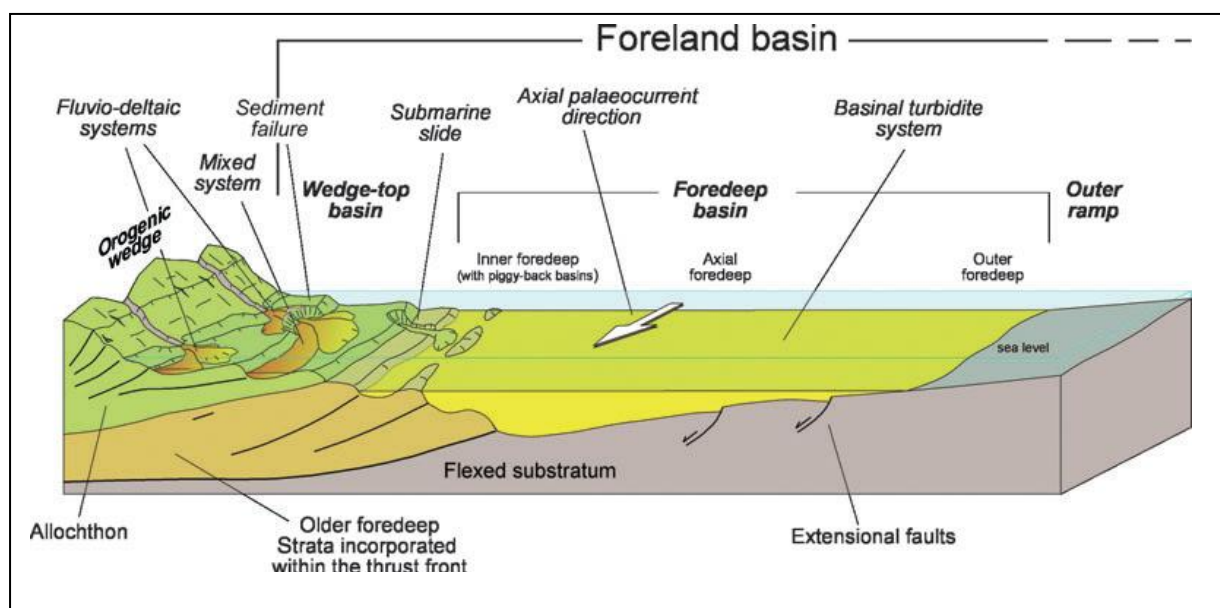 Foreland basin
Fluvio-deltaic
systems
Sediment
failure
Mixed
system
Submarine
slide
Axial palaeocurrent
direction
Basinal turbidite
system
Orogenic
wedge
Wedge-top
basin
Foredeep
basin
Outer
ramp
Inner foredeep
(with piggy-back basins)
Axial
foredeep
Outer
foredeep
sea level
Flexed substratum
Allochthon
Older foredeep
Strata incorporated
within the thrust front
Extensional faults